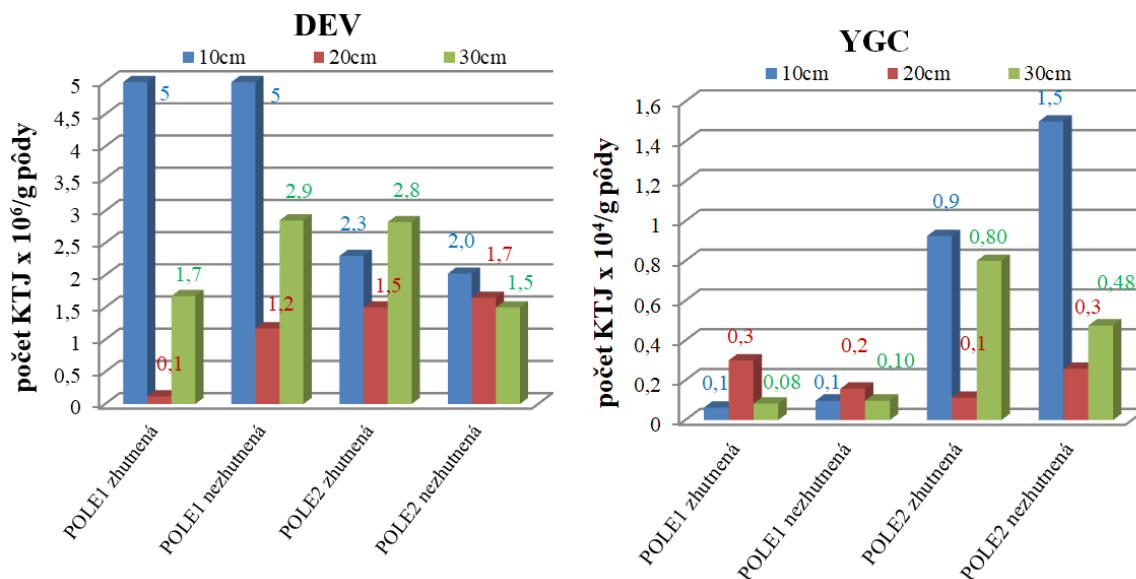 DEV
10cm 20cm 30cm
počet KTJ x 10⁶/g pôdy
5
4,5
4
3,5
3
2,5
2
1,5
1
0,5
0
5 0,1 1,7
5 1,2 2,9
2,3 1,5 2,8
2,0 1,7 1,5
POLE1 zhutnená
POLE1 nezhutnená
POLE2 zhutnená
POLE2 nezhutnená
YGC
10cm 20cm 30cm
počet KTJ x 10⁴/g pôdy
1,6
1,4
1,2
1
0,8
0,6
0,4
0,2
0
0,1 0,3 0,08
0,1 0,2 0,10
0,9 0,1 0,80
1,5 0,3 0,48
POLE1 zhutnená
POLE1 nezhutnená
POLE2 zhutnená
POLE2 nezhutnená